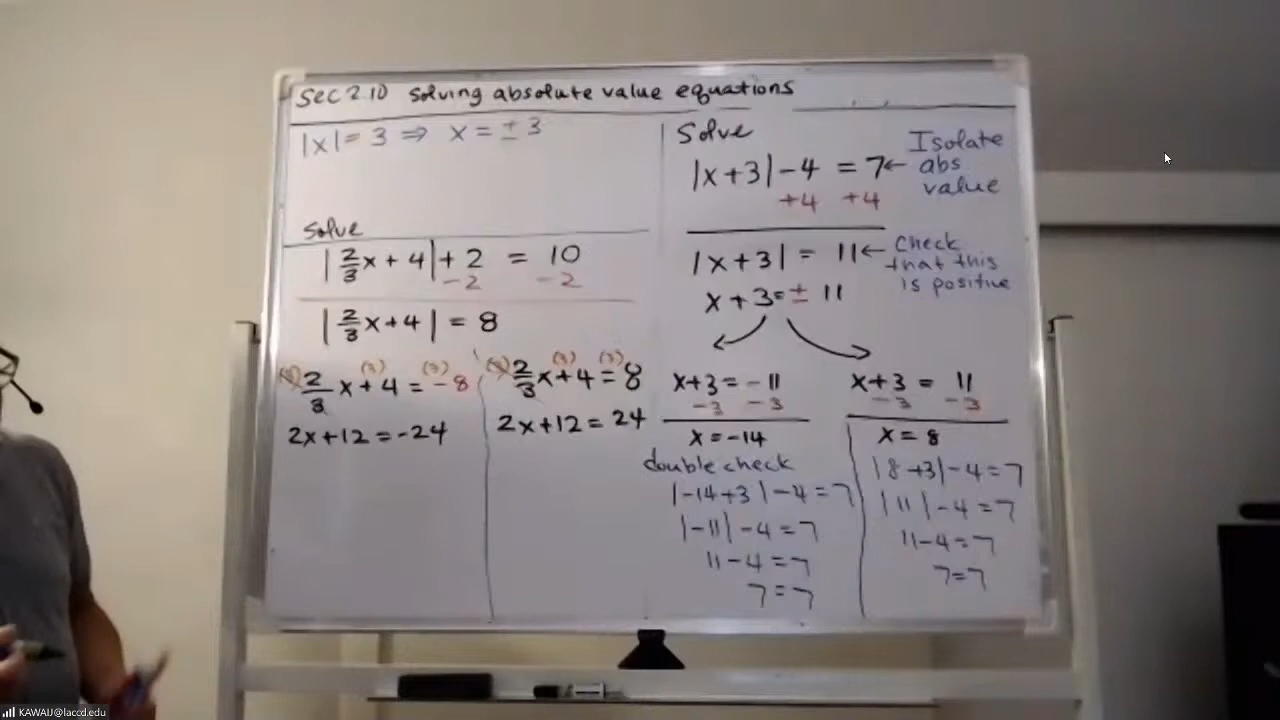 Sec 2.10 Solving absolute value equations
|x| = 3 ⇒ x = ± 3
Solve
|2/3 x + 4| + 2 = 10
-2 -2
|2/3 x + 4| = 8
(3) 2/3 x + 4 (3) = -8 (3)
2x + 12 = -24
(3) 2/3 x + 4 (3) = 8 (3)
2x + 12 = 24
Solve
|x + 3| - 4 = 7 ← Isolate abs value
+4 +4
|x + 3| = 11 ← Check that this is positive
x + 3 = ± 11
x + 3 = -11
-3 -3
x = -14
double check
|-14 + 3| - 4 = 7
|-11| - 4 = 7
11 - 4 = 7
7 = 7
x + 3 = 11
-3 -3
x = 8
|8 + 3| - 4 = 7
|11| - 4 = 7
11 - 4 = 7
7 = 7
KAWAIJ@laccd.edu